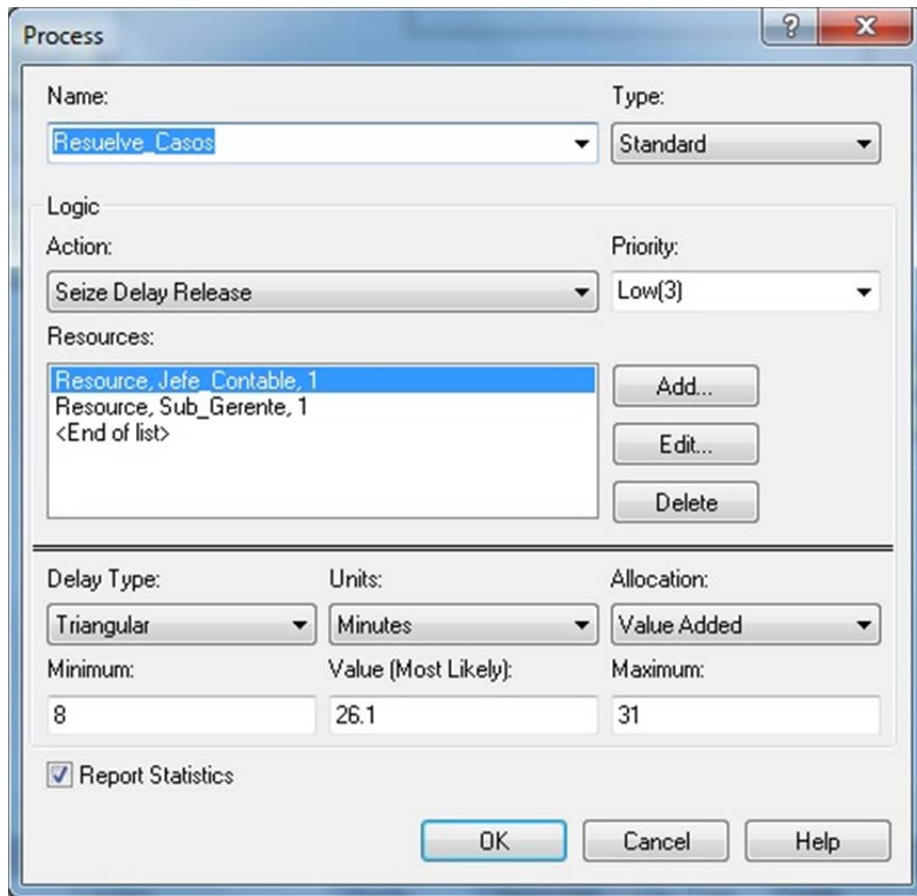 Process
?
X
Name:
Type:
Resuelve_Casos
Standard
Logic
Action:
Priority:
Seize Delay Release
Low(3)
Resources:
Resource, Jefe_Contable, 1
Resource, Sub_Gerente, 1
<End of list>
Add...
Edit...
Delete
Delay Type:
Units:
Allocation:
Triangular
Minutes
Value Added
Minimum:
Value (Most Likely):
Maximum:
8
26.1
31
Report Statistics
OK
Cancel
Help